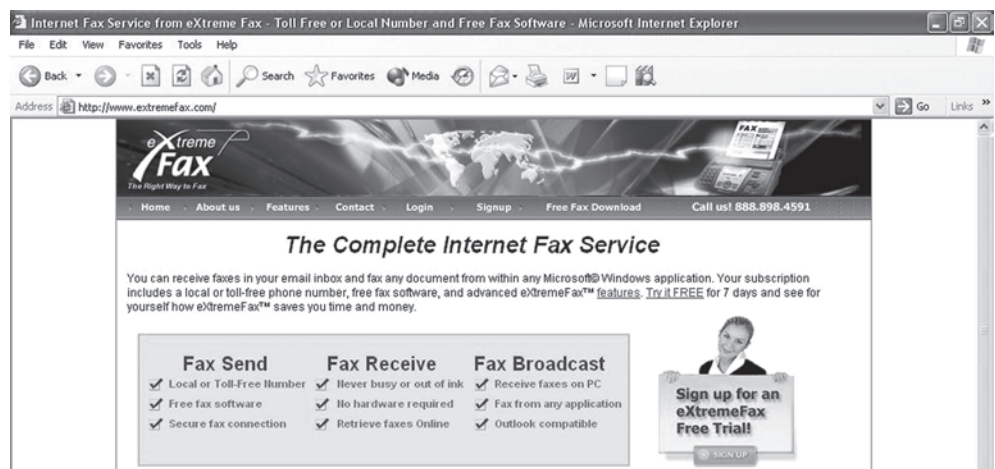 Internet Fax Service from eXtreme Fax - Toll Free or Local Number and Free Fax Software - Microsoft Internet Explorer
File Edit View Favorites Tools Help
Back Search Favorites Media
Address http://www.extremefax.com/ Go Links »
eXtreme
Fax
The Right Way to Fax
FAX
Home About us Features Contact Login Signup Free Fax Download Call us! 888.898.4591
The Complete Internet Fax Service
You can receive faxes in your email inbox and fax any document from within any Microsoft® Windows application. Your subscription
includes a local or toll-free phone number, free fax software, and advanced eXtremeFax™ features. Try it FREE for 7 days and see for
yourself how eXtremeFax™ saves you time and money.
Fax Send Fax Receive Fax Broadcast
Local or Toll-Free Number Never busy or out of ink Receive faxes on PC
Free fax software No hardware required Fax from any application
Secure fax connection Retrieve faxes Online Outlook compatible
Sign up for an
eXtremeFax
Free Trial!
SIGN UP